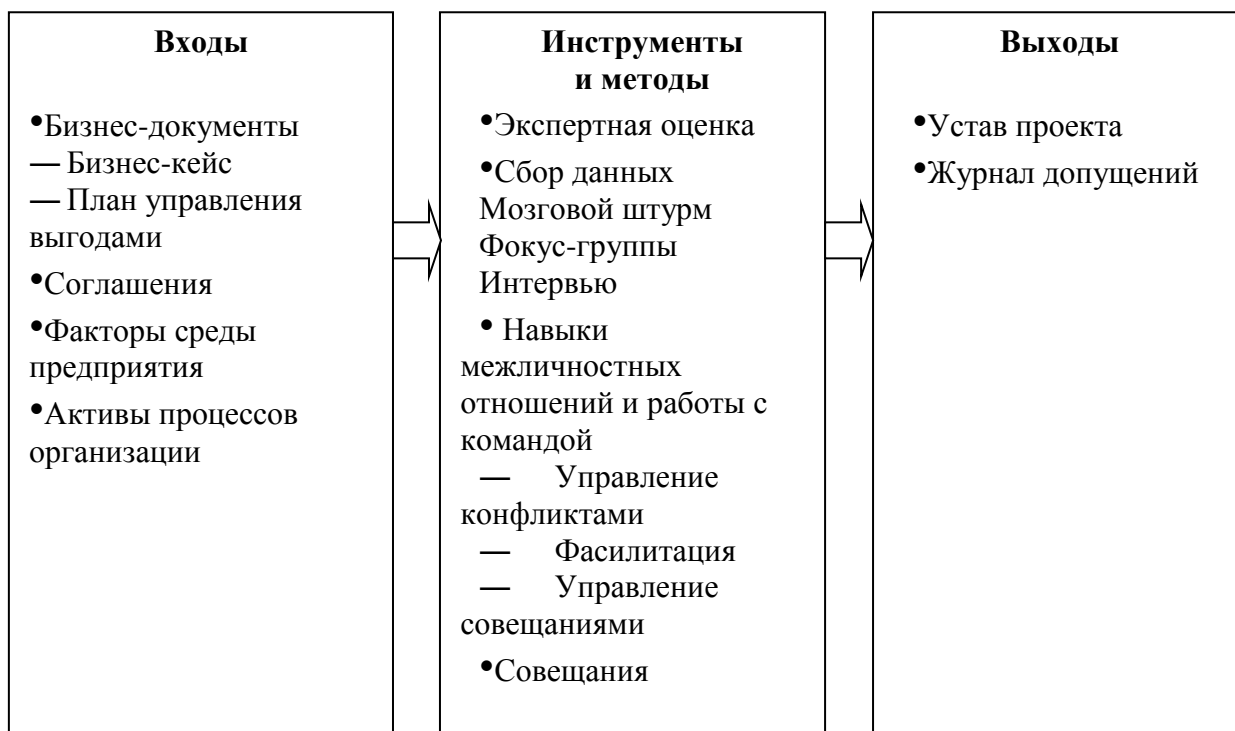 Входы
•Бизнес-документы
— Бизнес-кейс
— План управления
выгодами
•Соглашения
•Факторы среды
предприятия
•Активы процессов
организации
Инструменты
и методы
•Экспертная оценка
•Сбор данных
Мозговой штурм
Фокус-группы
Интервью
• Навыки
межличностных
отношений и работы с
командой
— Управление
конфликтами
— Фасилитация
— Управление
совещаниями
•Совещания
Выходы
•Устав проекта
•Журнал допущений